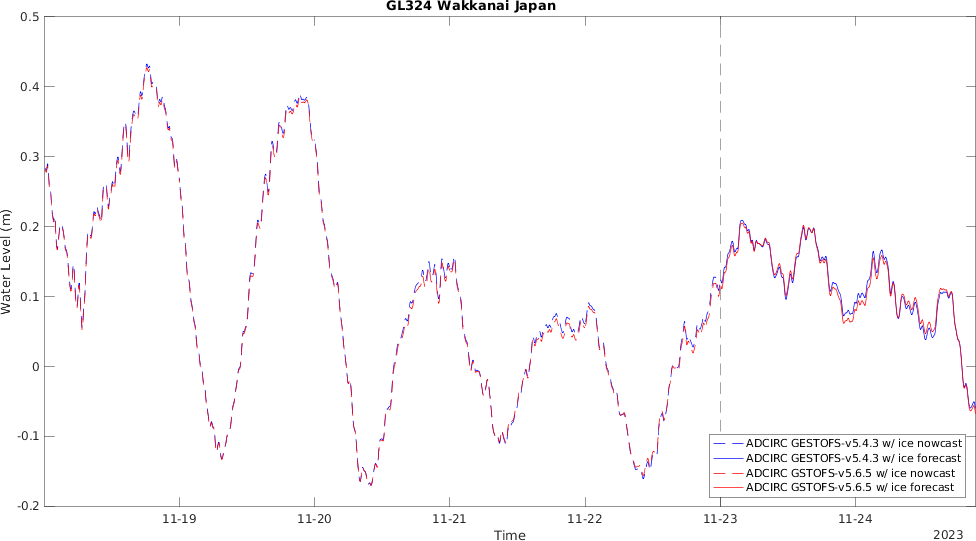 GL324 Wakkanai Japan
0.5
0.4
0.3
0.2
0.1
0
-0.1
-0.2
Water Level (m)
11-19
11-20
11-21
11-22
11-23
11-24
Time
2023
ADCIRC GESTOFS-v5.4.3 w/ ice nowcast
ADCIRC GESTOFS-v5.4.3 w/ ice forecast
ADCIRC GSTOFS-v5.6.5 w/ ice nowcast
ADCIRC GSTOFS-v5.6.5 w/ ice forecast